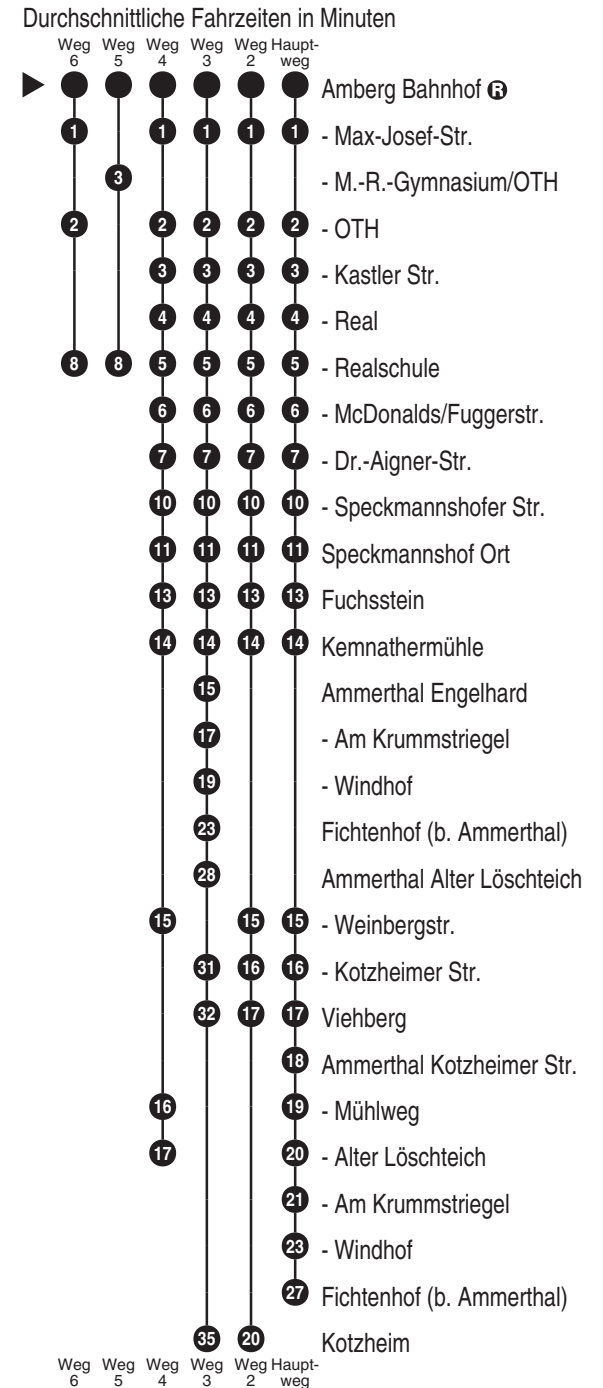 Durchschnittliche Fahrzeiten in Minuten
Weg Weg Weg Weg Weg Haupt-
6 5 4 3 2 weg
Amberg Bahnhof R
1 1 1 1 1 - Max-Josef-Str.
3 - M.-R.-Gymnasium/OTH
2 2 2 2 2 - OTH
3 3 3 3 - Kastler Str.
4 4 4 4 - Real
8 8 5 5 5 5 - Realschule
6 6 6 6 - McDonalds/Fuggerstr.
7 7 7 7 - Dr.-Aigner-Str.
10 10 10 10 - Speckmannshofer Str.
11 11 11 11 Speckmannshof Ort
13 13 13 13 Fuchsstein
14 14 14 14 Kemnathermühle
15 Ammerthal Engelhard
17 - Am Krummstriegel
19 - Windhof
23 Fichtenhof (b. Ammerthal)
28 Ammerthal Alter Löschteich
15 15 15 - Weinbergstr.
31 16 16 - Kotzheimer Str.
32 17 17 Viehberg
18 Ammerthal Kotzheimer Str.
16 19 - Mühlweg
17 20 - Alter Löschteich
21 - Am Krummstriegel
23 - Windhof
27 Fichtenhof (b. Ammerthal)
35 20 Kotzheim
Weg Weg Weg Weg Weg Haupt-
6 5 4 3 2 weg